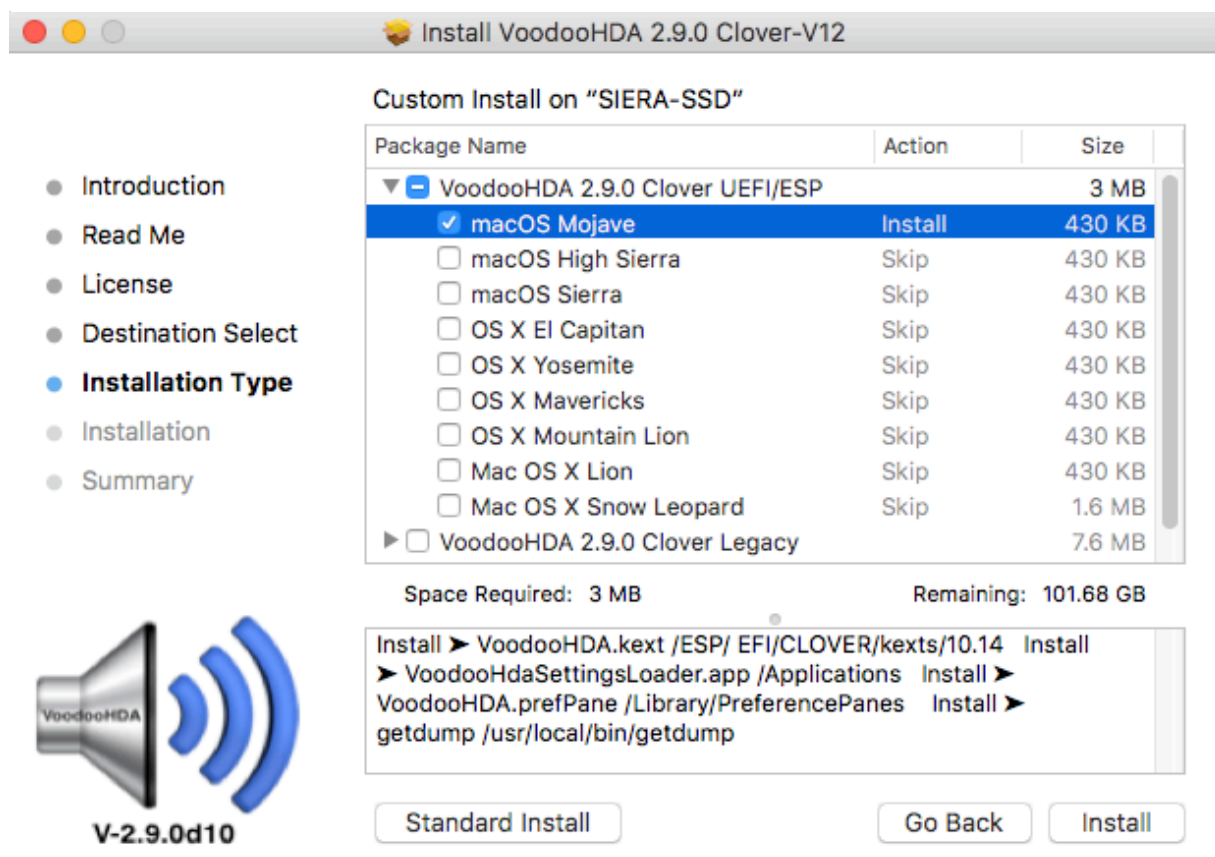 Install VoodooHDA 2.9.0 Clover-V12
Custom Install on “SIERA-SSD”
Package Name Action Size
Introduction
Read Me
License
Destination Select
Installation Type
Installation
Summary
VoodooHDA 2.9.0 Clover UEFI/ESP 3 MB
macOS Mojave Install 430 KB
macOS High Sierra Skip 430 KB
macOS Sierra Skip 430 KB
OS X El Capitan Skip 430 KB
OS X Yosemite Skip 430 KB
OS X Mavericks Skip 430 KB
OS X Mountain Lion Skip 430 KB
Mac OS X Lion Skip 430 KB
Mac OS X Snow Leopard Skip 1.6 MB
VoodooHDA 2.9.0 Clover Legacy 7.6 MB
Space Required: 3 MB Remaining: 101.68 GB
Install ➤ VoodooHDA.kext /ESP/ EFI/CLOVER/kexts/10.14 Install
➤ VoodooHdaSettingsLoader.app /Applications Install ➤
VoodooHDA.prefPane /Library/PreferencePanes Install ➤
getdump /usr/local/bin/getdump
VoodooHDA
V-2.9.0d10
Standard Install Go Back Install